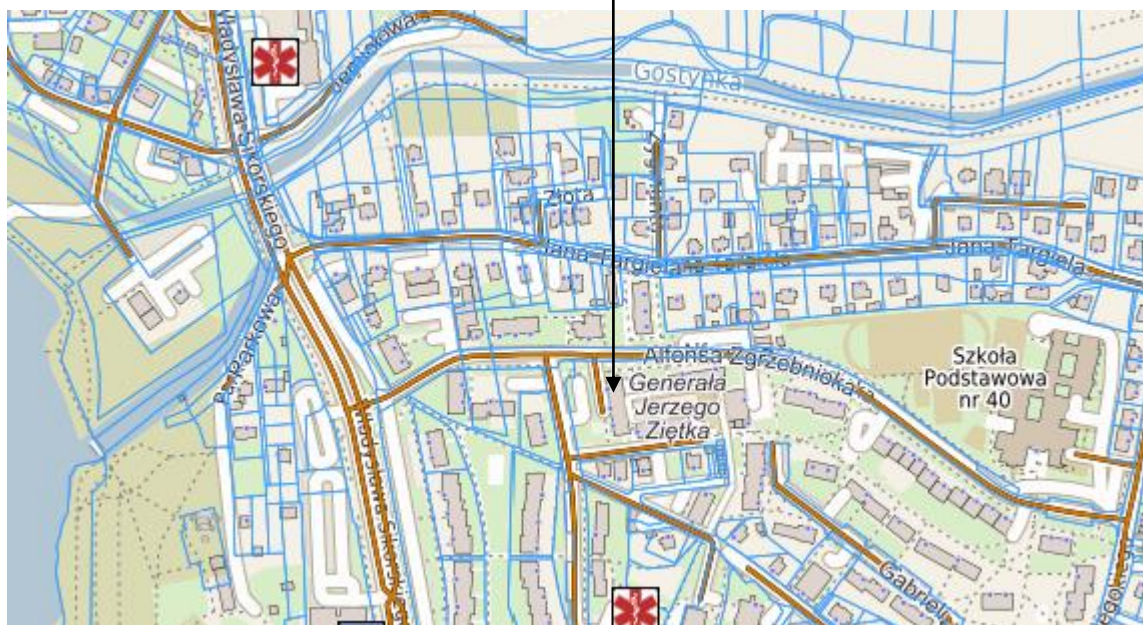 Władysława Sikorskiego
Gostynka
Złota
Jana Targiela
Jana Targiela
Parkowa
Alfonsa Zgrzebnioka
Szkoła
Podstawowa
nr 40
Generała
Jerzego
Ziętka
Władysława Sikorskiego